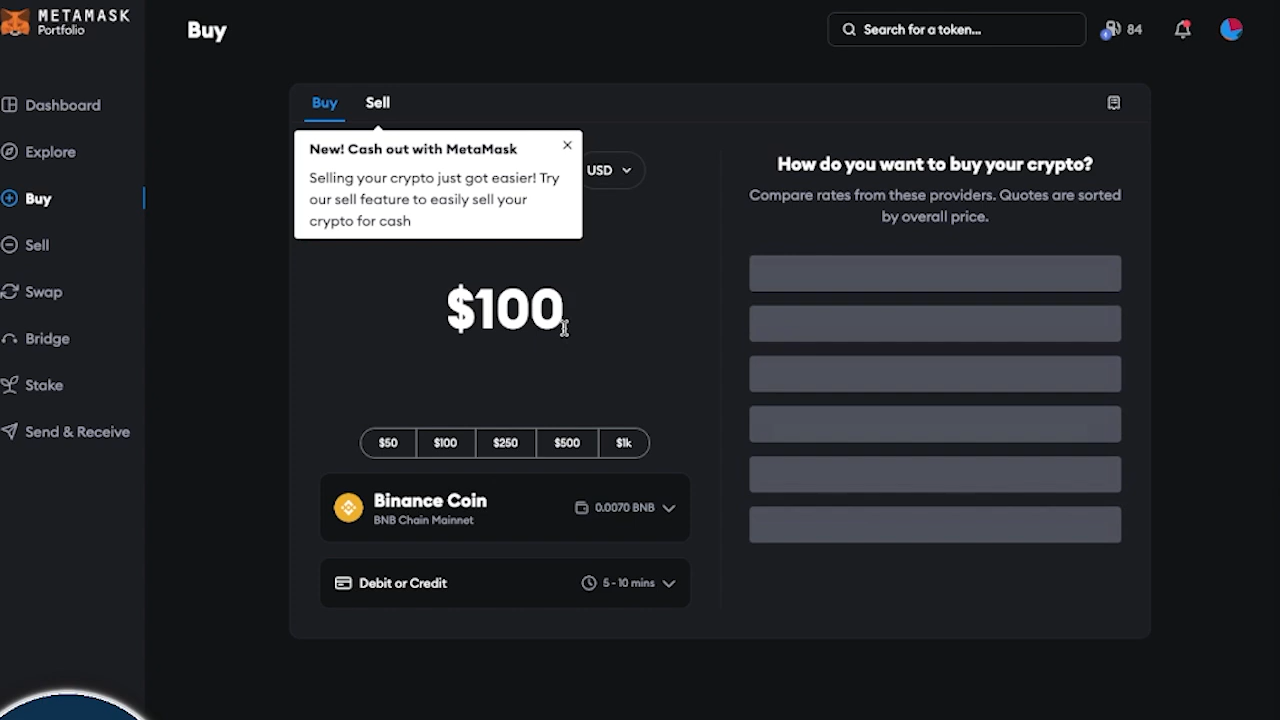 METAMASK
Portfolio
Buy
Search for a token...
84
Dashboard
Explore
Buy
Sell
Swap
Bridge
Stake
Send & Receive
Buy
Sell
New! Cash out with MetaMask
Selling your crypto just got easier! Try
our sell feature to easily sell your
crypto for cash
USD
$100
$50
$100
$250
$500
$1k
Binance Coin
BNB Chain Mainnet
0.0070 BNB
Debit or Credit
5 - 10 mins
How do you want to buy your crypto?
Compare rates from these providers. Quotes are sorted
by overall price.